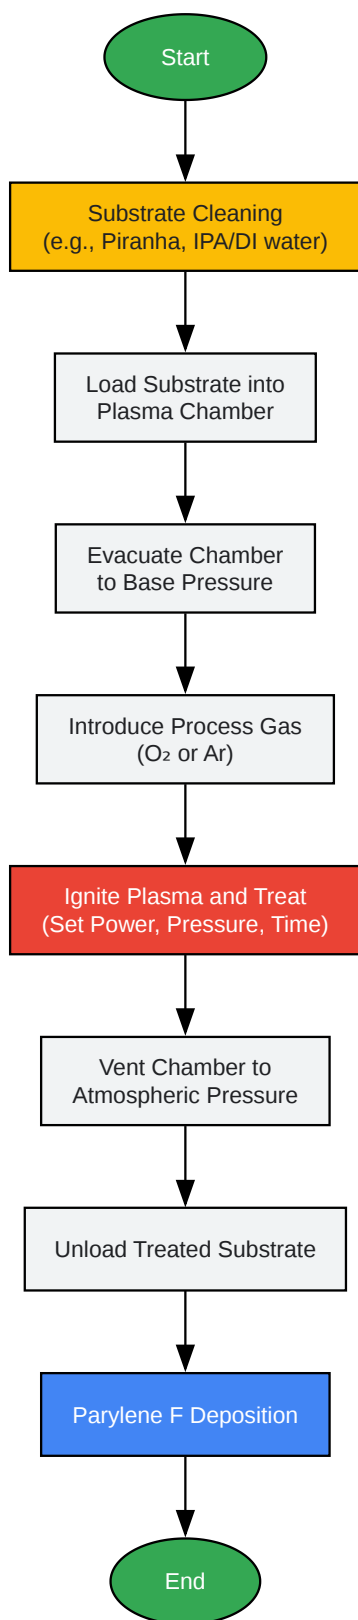 Start
Substrate Cleaning
(e.g., Piranha, IPA/DI water)
Load Substrate into
Plasma Chamber
Evacuate Chamber
to Base Pressure
Introduce Process Gas
(O₂ or Ar)
Ignite Plasma and Treat
(Set Power, Pressure, Time)
Vent Chamber to
Atmospheric Pressure
Unload Treated Substrate
Parylene F Deposition
End